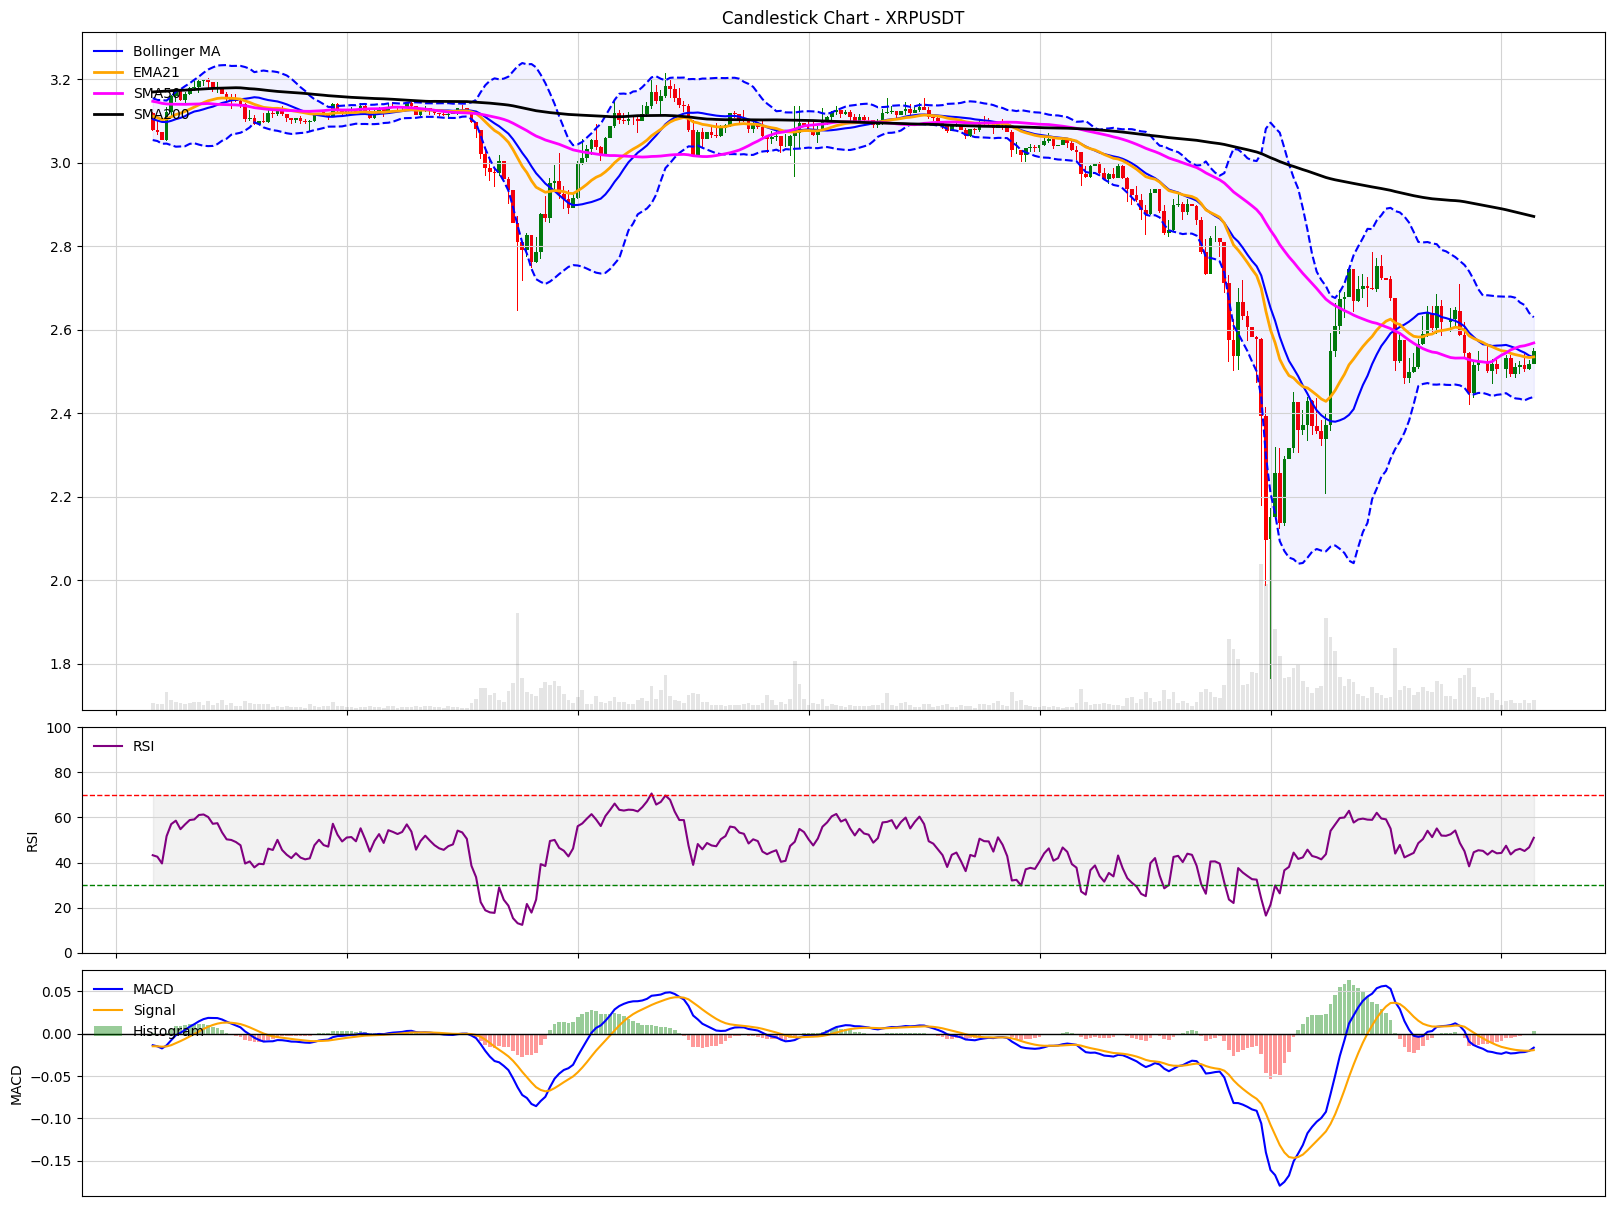 Candlestick Chart - XRPUSDT
Bollinger MA
EMA21
SMA50
SMA200
3.2
3.0
2.8
2.6
2.4
2.2
2.0
1.8
RSI
100
80
60
40
20
0
RSI
MACD
Signal
Histogram
0.05
0.00
−0.05
−0.10
−0.15
MACD